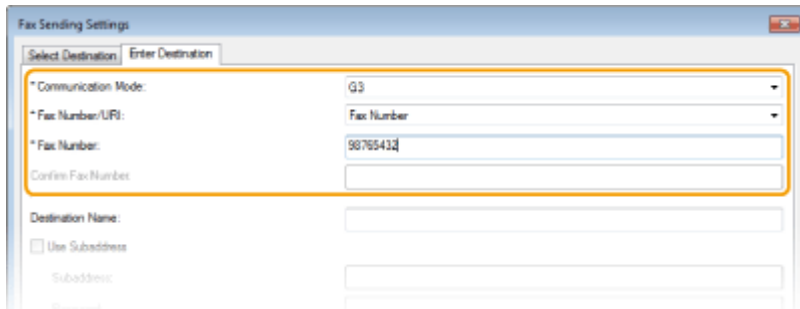 Fax Sending Settings
Select Destination Enter Destination
* Communication Mode: G3
* Fax Number/URI: Fax Number
* Fax Number: 98765432
Confirm Fax Number:
Destination Name:
Use Subaddress
Subaddress:
Password: